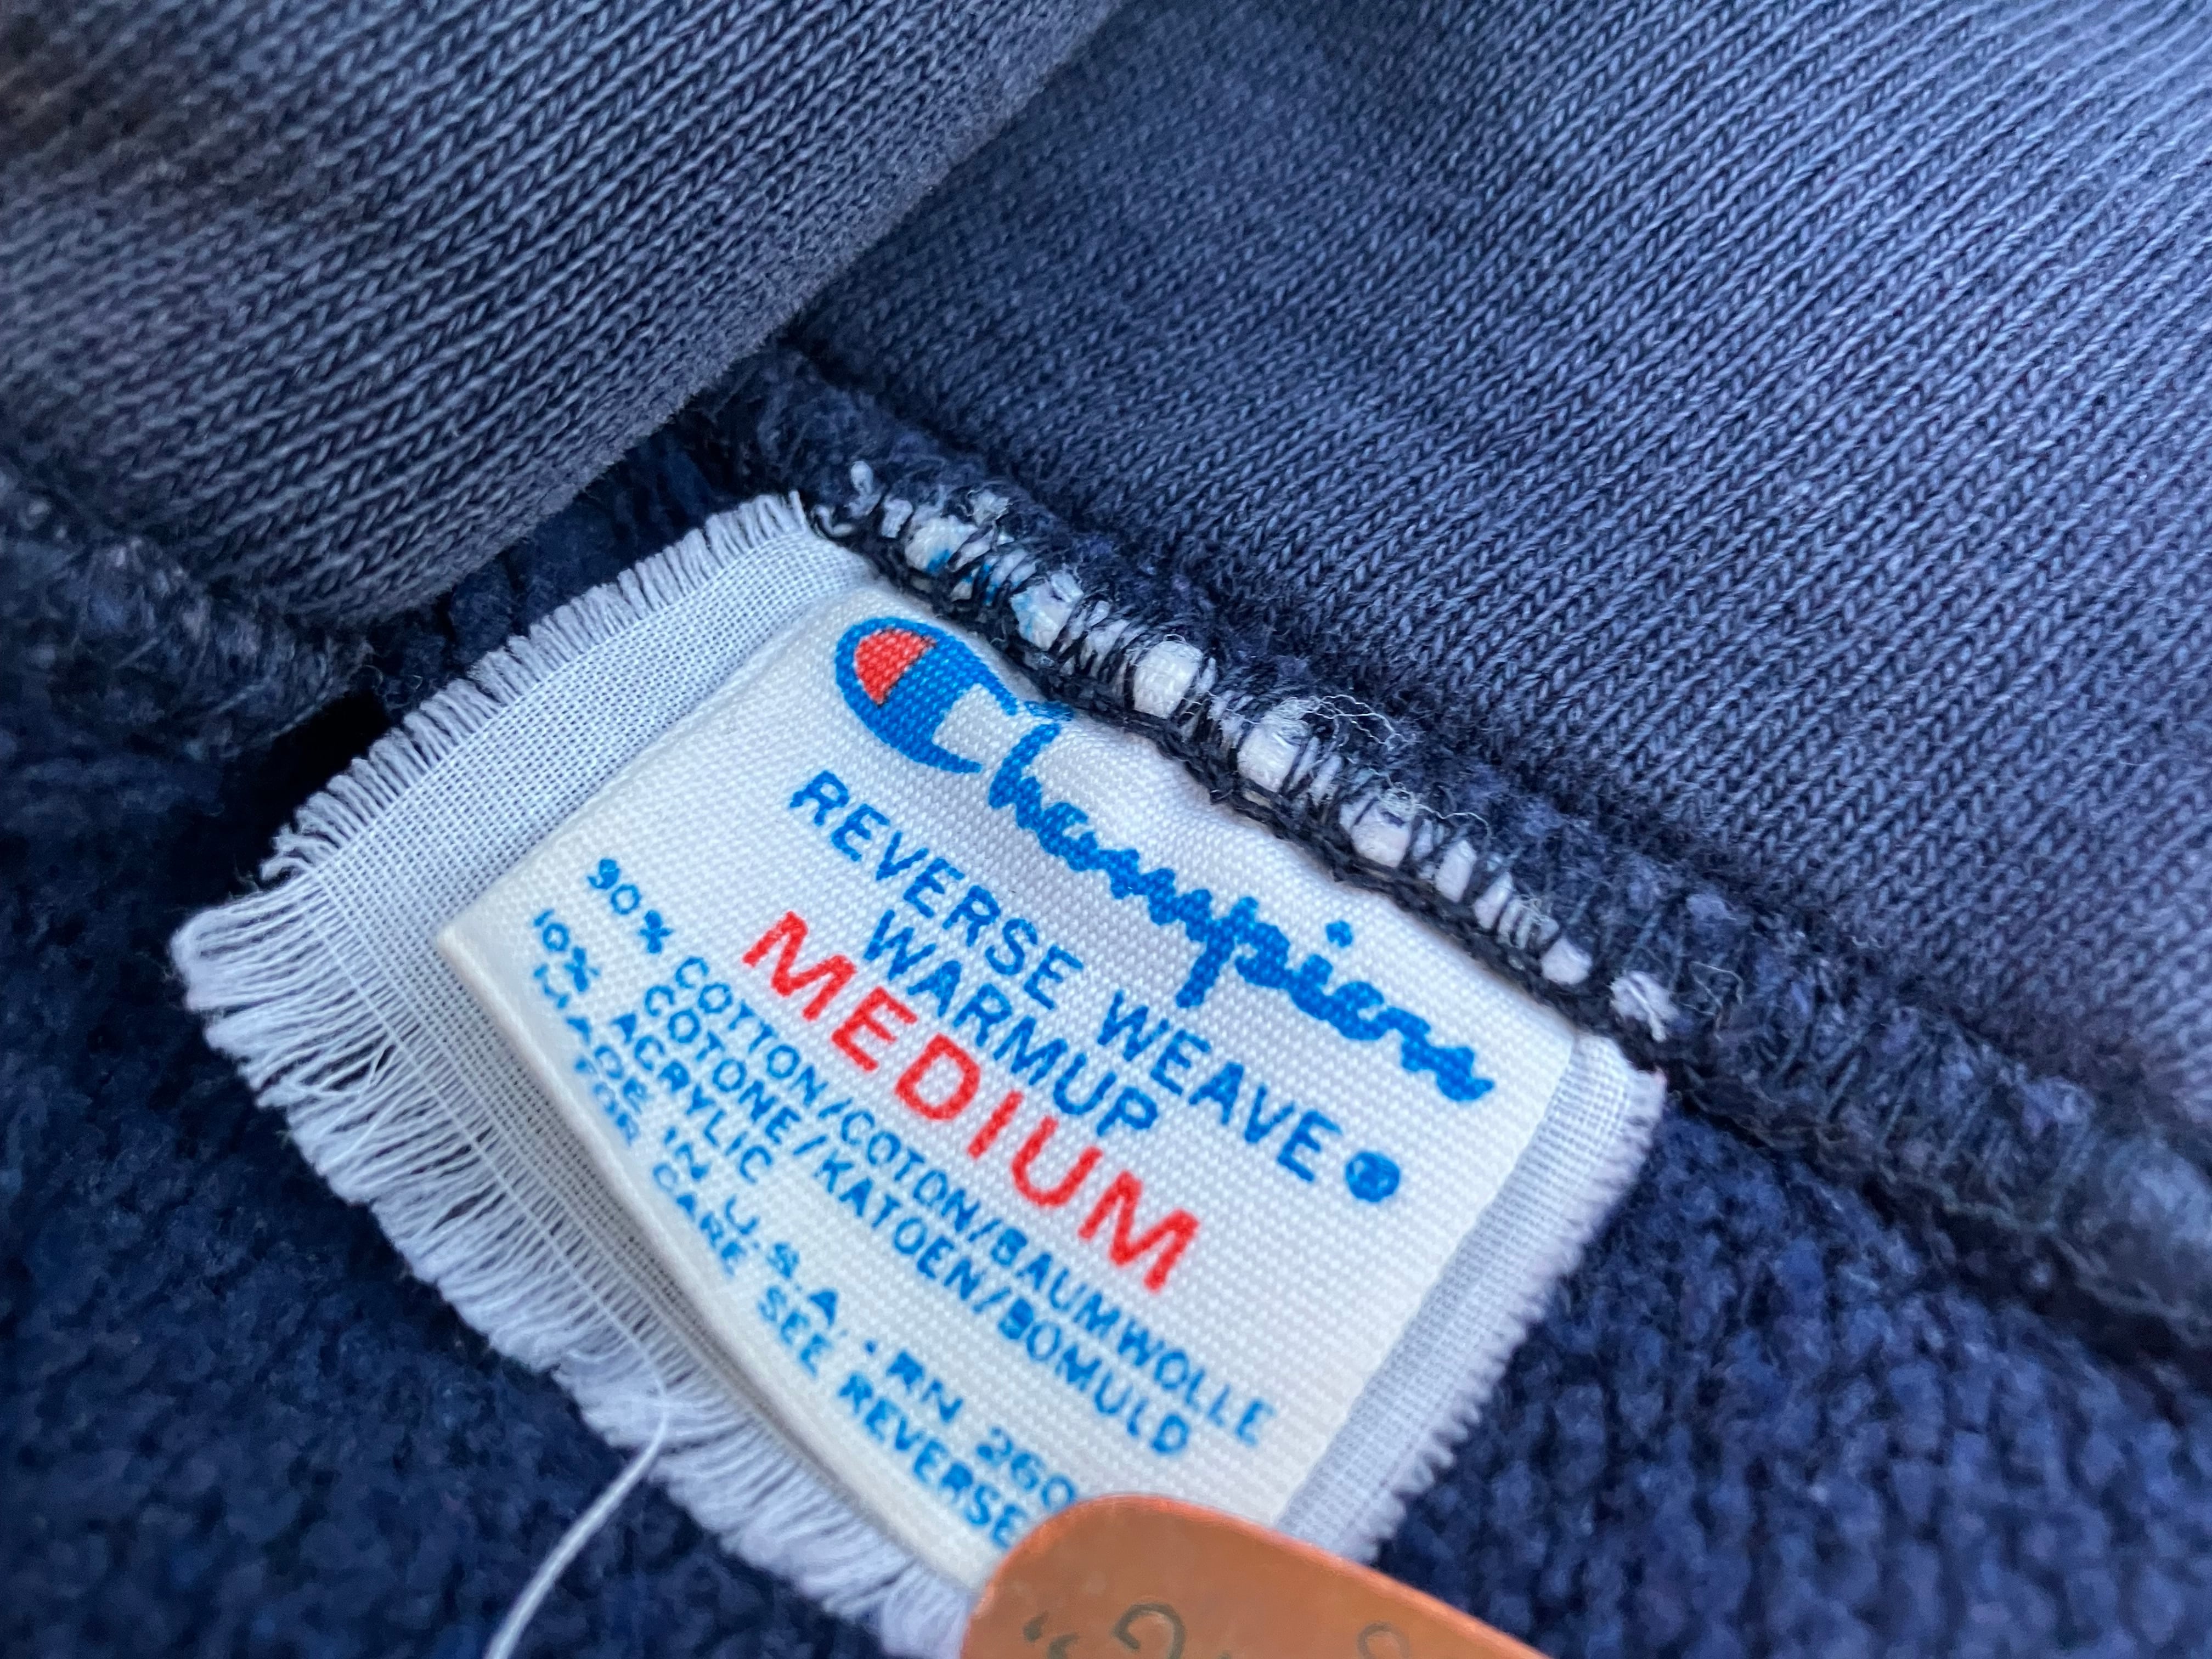 Champion
REVERSE WEAVE®
WARMUP
MEDIUM
90% COTTON/COTON/BAUMWOLLE
COTONE/KATOEN/BOMULD
10% ACRYLIC
MADE IN U.S.A. · RN 260
FOR CARE SEE REVERSE